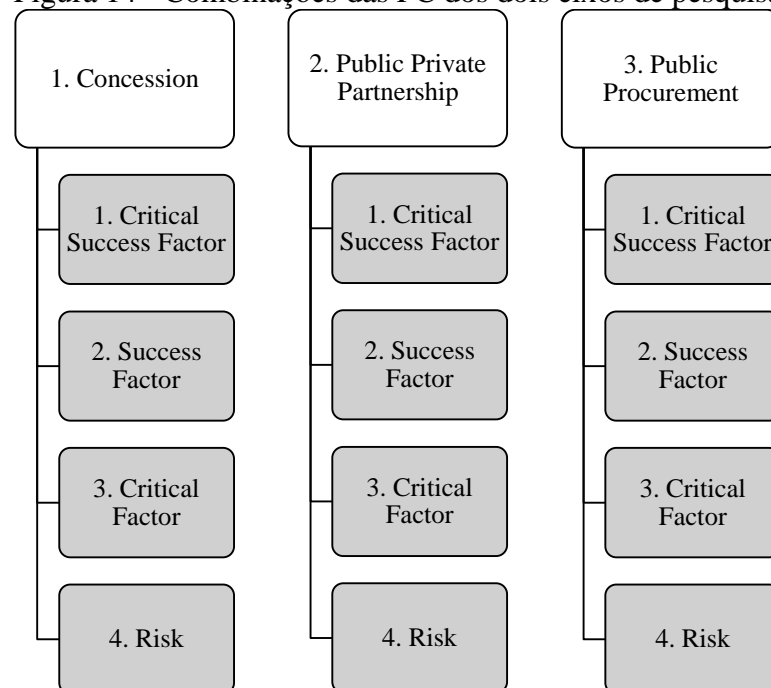 Figura 14 - Combinações das PC dos dois eixos de pesquisa
1. Concession
1. Critical
Success Factor
2. Success
Factor
3. Critical
Factor
4. Risk
2. Public Private
Partnership
1. Critical
Success Factor
2. Success
Factor
3. Critical
Factor
4. Risk
3. Public
Procurement
1. Critical
Success Factor
2. Success
Factor
3. Critical
Factor
4. Risk